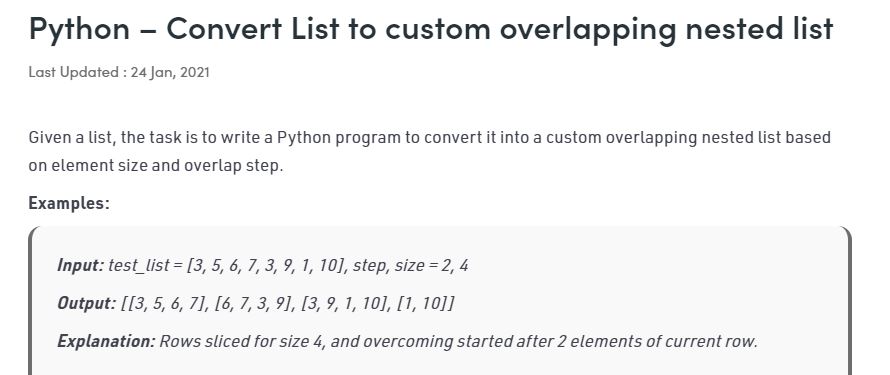 Python – Convert List to custom overlapping nested list
Last Updated : 24 Jan, 2021
Given a list, the task is to write a Python program to convert it into a custom overlapping nested list based
on element size and overlap step.
Examples:
Input: test_list = [3, 5, 6, 7, 3, 9, 1, 10], step, size = 2, 4
Output: [[3, 5, 6, 7], [6, 7, 3, 9], [3, 9, 1, 10], [1, 10]]
Explanation: Rows sliced for size 4, and overcoming started after 2 elements of current row.